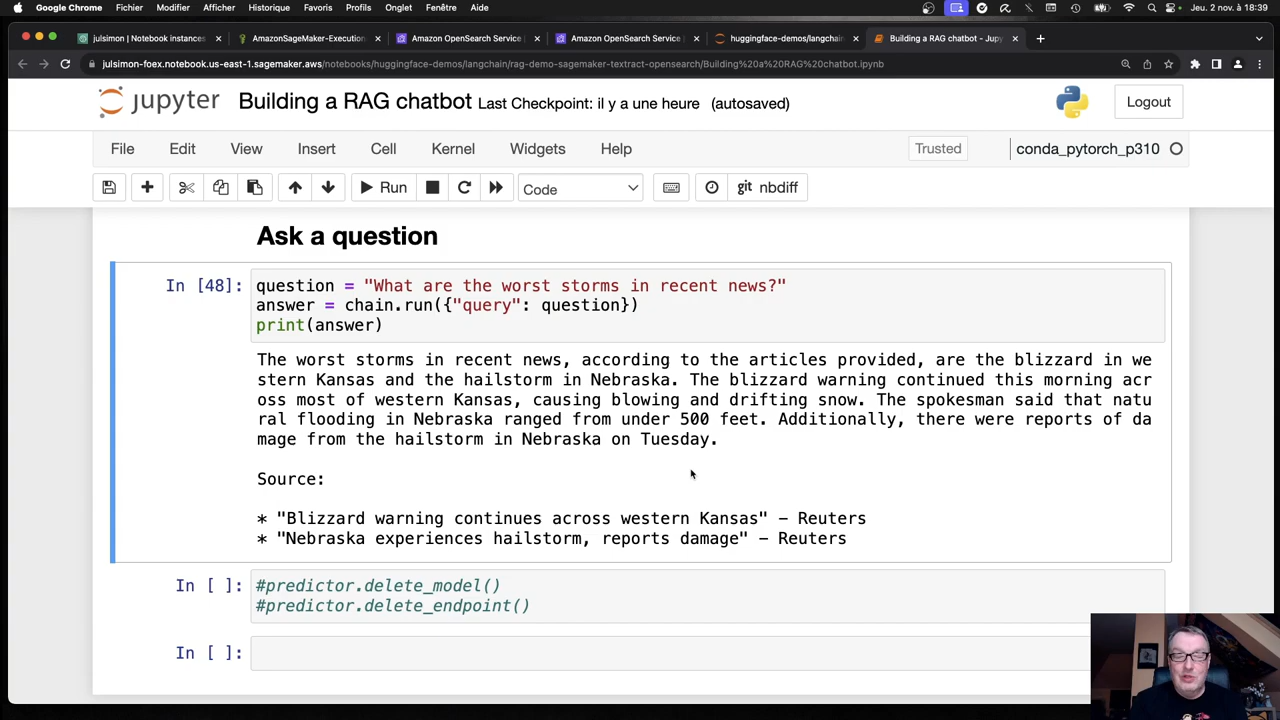 Google Chrome Fichier Modifier Afficher Historique Favoris Profils Onglet Fenêtre Aide Jeu. 2 nov. à 18:39
julsimon | Notebook instances AmazonSageMaker-Execution Amazon OpenSearch Service | Amazon OpenSearch Service | huggingface-demos/langchain Building a RAG chatbot - Jupy
julsimon-foex.notebook.us-east-1.sagemaker.aws/notebooks/huggingface-demos/langchain/rag-demo-sagemaker-textract-opensearch/Building%20a%20RAG%20chatbot.ipynb
jupyter Building a RAG chatbot Last Checkpoint: il y a une heure (autosaved) Logout
File Edit View Insert Cell Kernel Widgets Help Trusted conda_pytorch_p310
Run Code git nbdiff
Ask a question
In [48]: question = "What are the worst storms in recent news?"
answer = chain.run({"query": question})
print(answer)
The worst storms in recent news, according to the articles provided, are the blizzard in we
stern Kansas and the hailstorm in Nebraska. The blizzard warning continued this morning acr
oss most of western Kansas, causing blowing and drifting snow. The spokesman said that natu
ral flooding in Nebraska ranged from under 500 feet. Additionally, there were reports of da
mage from the hailstorm in Nebraska on Tuesday.
Source:
* "Blizzard warning continues across western Kansas" - Reuters
* "Nebraska experiences hailstorm, reports damage" - Reuters
In [ ]: #predictor.delete_model()
#predictor.delete_endpoint()
In [ ]: